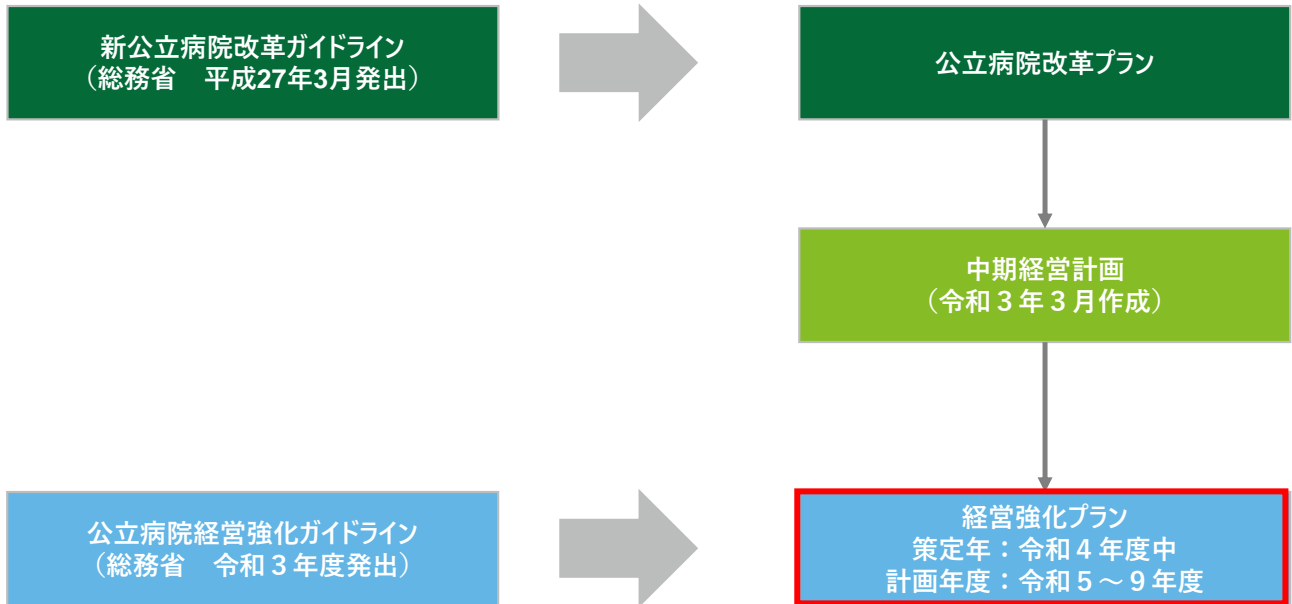 新公立病院改革ガイドライン
（総務省　平成27年3月発出）
公立病院改革プラン
中期経営計画
（令和３年３月作成）
公立病院経営強化ガイドライン
（総務省　令和３年度発出）
経営強化プラン
策定年：令和４年度中
計画年度：令和５～９年度